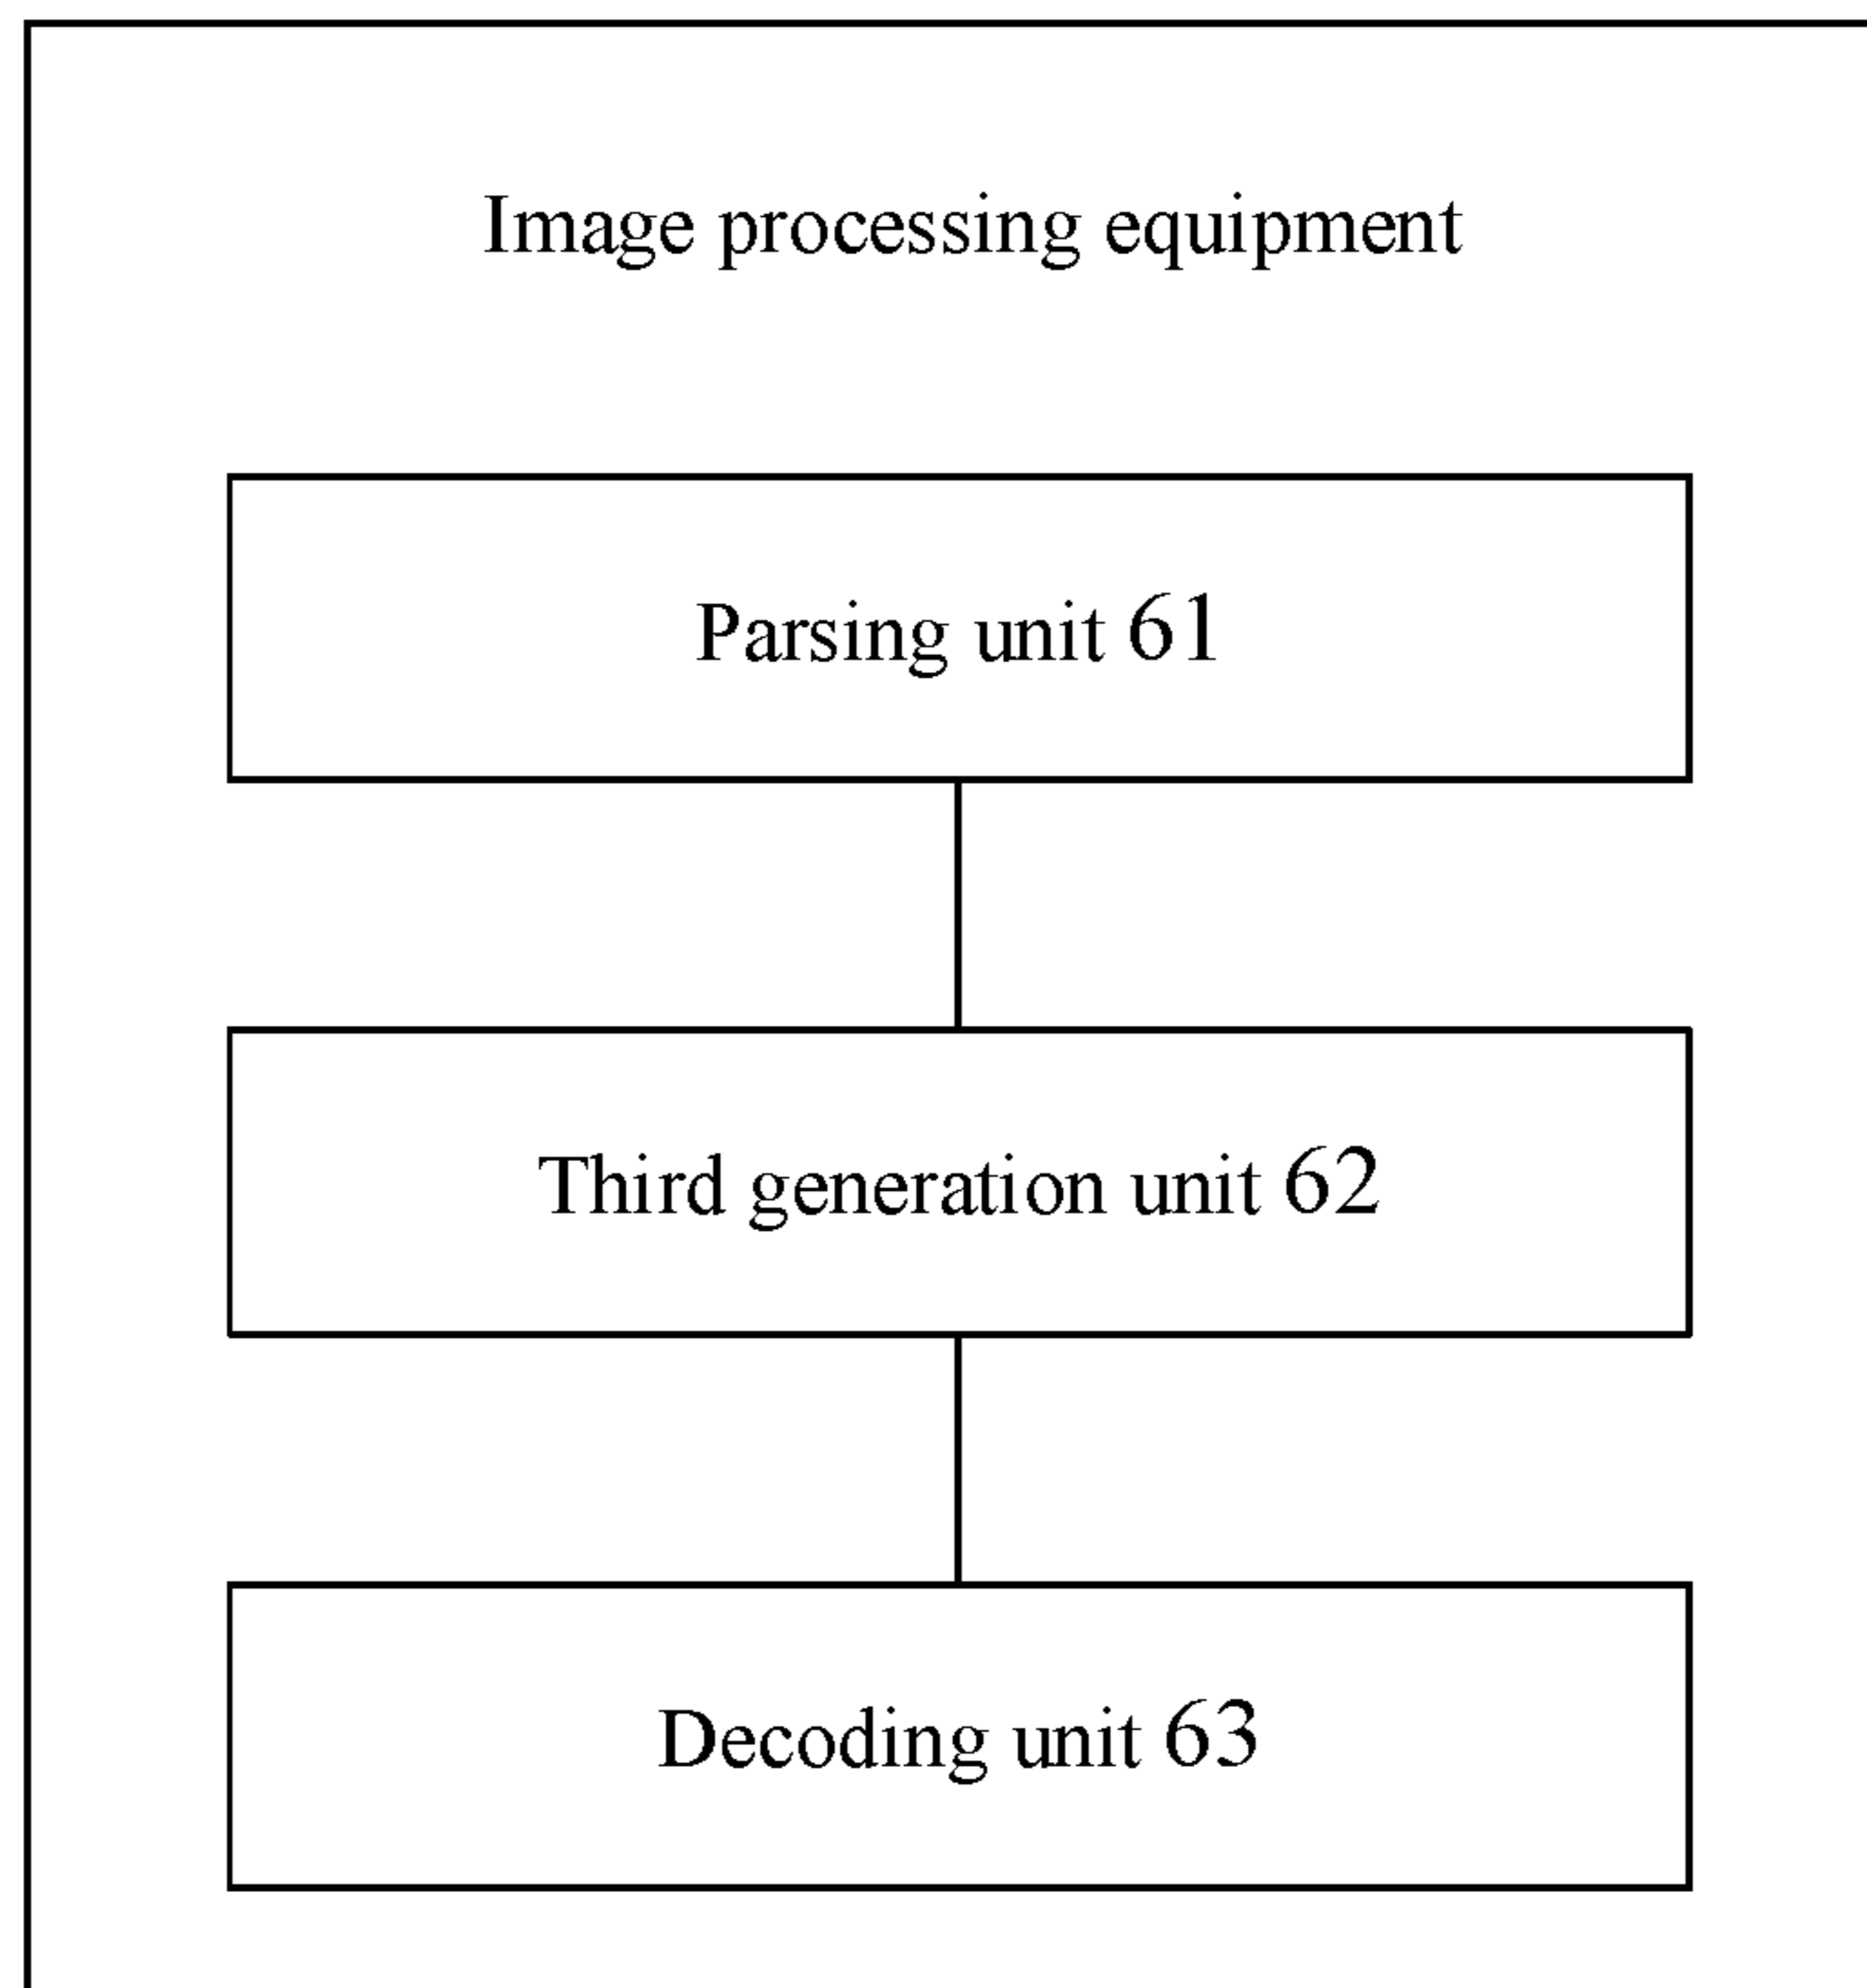 Image processing equipment
Parsing unit 61
Third generation unit 62
Decoding unit 63